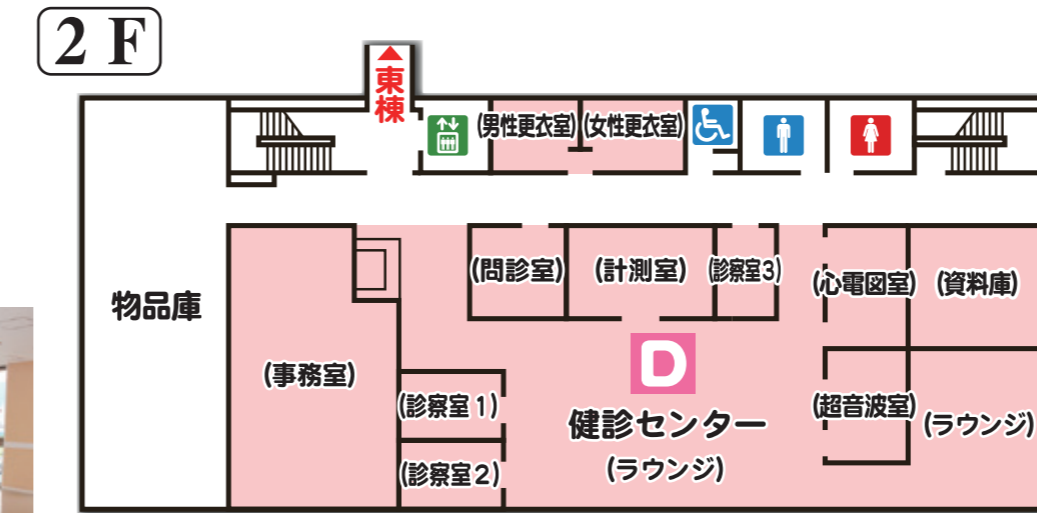 2 F
▲
東棟
(男性更衣室)
(女性更衣室)
(問診室)
(計測室)
(診察室3)
(心電図室)
(資料庫)
物品庫
(事務室)
D
(診察室1)
健診センター
(超音波室)
(ラウンジ)
(診察室2)
(ラウンジ)